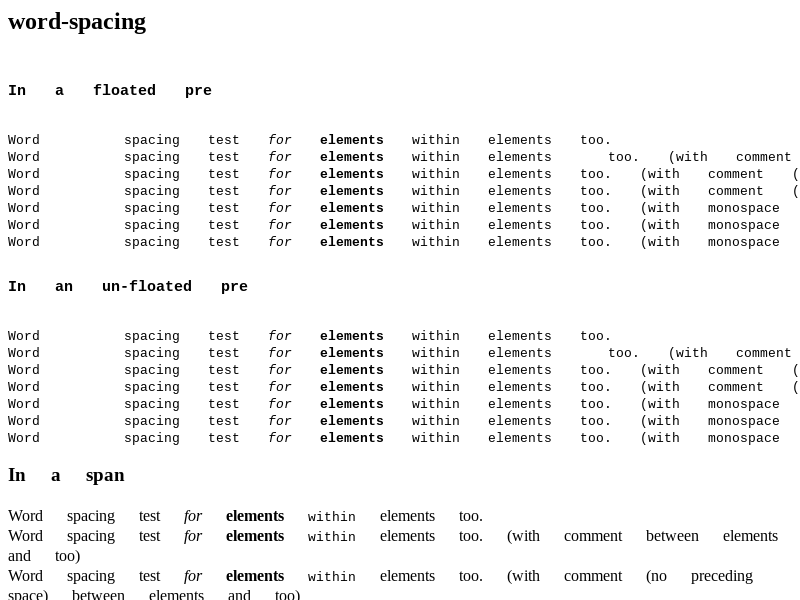 word-spacing
In a floated pre
Word spacing test for elements within elements too.
Word spacing test for elements within elements too. (with comment
Word spacing test for elements within elements too. (with comment (
Word spacing test for elements within elements too. (with comment (
Word spacing test for elements within elements too. (with monospace
Word spacing test for elements within elements too. (with monospace
Word spacing test for elements within elements too. (with monospace
In an un-floated pre
Word spacing test for elements within elements too.
Word spacing test for elements within elements too. (with comment
Word spacing test for elements within elements too. (with comment (
Word spacing test for elements within elements too. (with comment (
Word spacing test for elements within elements too. (with monospace
Word spacing test for elements within elements too. (with monospace
Word spacing test for elements within elements too. (with monospace
In a span
Word spacing test for elements within elements too.
Word spacing test for elements within elements too. (with comment between elements
and too)
Word spacing test for elements within elements too. (with comment (no preceding
space) between elements and too)